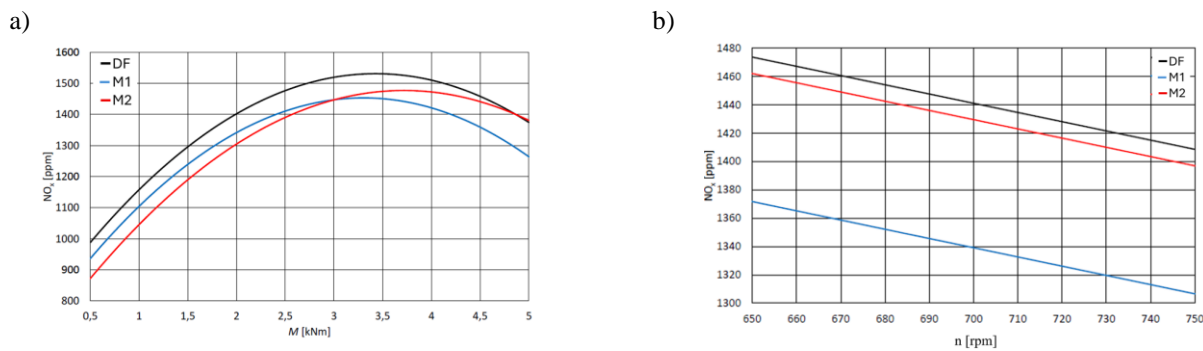 a)
b)
1600
1500
1400
1300
1200
1100
1000
900
800
NOx [ppm]
DF
M1
M2
0,5 1 1,5 2 2,5 3 3,5 4 4,5 5
M [kNm]
1480
1460
1440
1420
1400
1380
1360
1340
1320
1300
NOx [ppm]
DF
M1
M2
650 660 670 680 690 700 710 720 730 740 750
n [rpm]